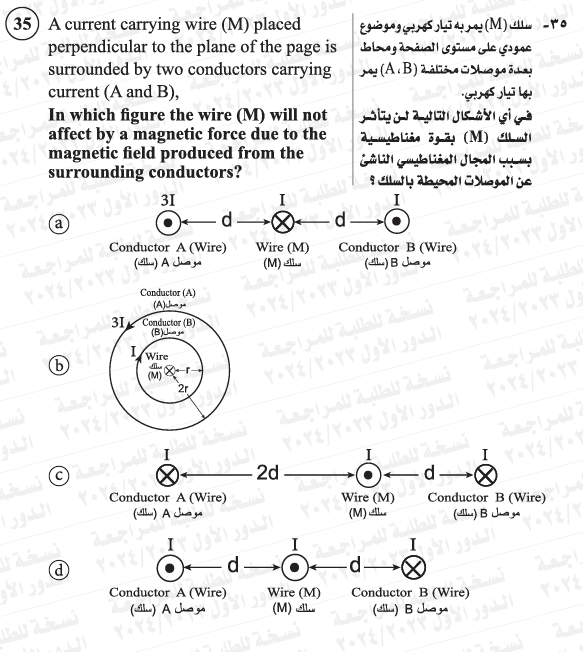 35 A current carrying wire (M) placed
perpendicular to the plane of the page is
surrounded by two conductors carrying
current (A and B),
In which figure the wire (M) will not
affect by a magnetic force due to the
magnetic field produced from the
surrounding conductors?
٣٥- سلك (M) يمر به تيار كهربي وموضوع
عمودي على مستوى الصفحة ومحاط
بعدة موصلات مختلفة (A، B) يمر
بها تيار كهربي.
في أي الأشكال التالية لن يتأثر
السلك (M) بقوة مغناطيسية
بسبب المجال المغناطيسي الناشئ
عن الموصلات المحيطة بالسلك؟
a
3I I I
d d
Conductor A (Wire) Wire (M) Conductor B (Wire)
موصل A (سلك) سلك (M) موصل B (سلك)
b
Conductor (A)
موصل (A)
3I Conductor (B)
موصل (B)
I Wire
سلك
(M) r
2r
c
I I I
2d d
Conductor A (Wire) Wire (M) Conductor B (Wire)
موصل A (سلك) سلك (M) موصل B (سلك)
d
I I I
d d
Conductor A (Wire) Wire (M) Conductor B (Wire)
موصل A (سلك) سلك (M) موصل B (سلك)
نسخة للطلبة للمراجعة
الدور الأول ٢٠٢٤/٢٠٢٣